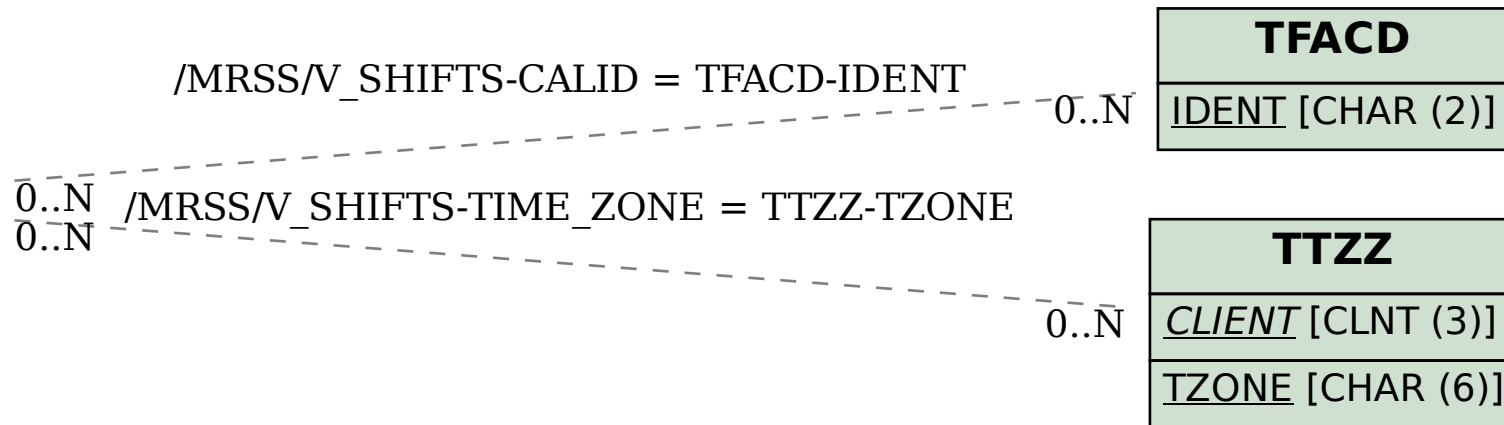 TFACD
/MRSS/V_SHIFTS-CALID = TFACD-IDENT
0..N
IDENT [CHAR (2)]
0..N
/MRSS/V_SHIFTS-TIME_ZONE = TTZZ-TZONE
0..N
TTZZ
0..N
CLIENT [CLNT (3)]
TZONE [CHAR (6)]